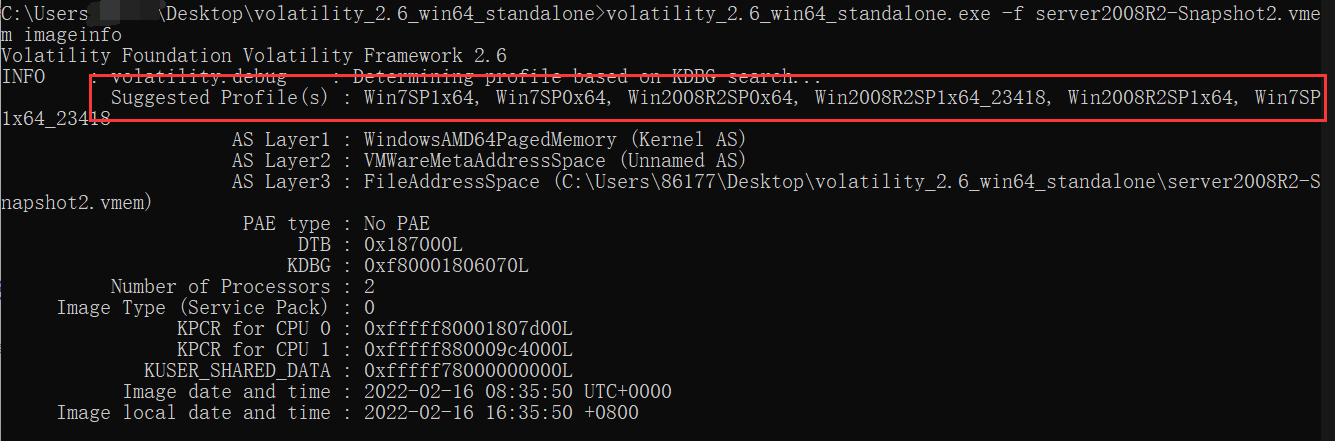 C:\Users\Desktop\volatility_2.6_win64_standalone>volatility_2.6_win64_standalone.exe -f server2008R2-Snapshot2.vme
m imageinfo
Volatility Foundation Volatility Framework 2.6
INFO    : volatility.debug    : Determining profile based on KDBG search...
Suggested Profile(s) : Win7SP1x64, Win7SP0x64, Win2008R2SP0x64, Win2008R2SP1x64_23418, Win2008R2SP1x64, Win7SP
1x64_23418
AS Layer1 : WindowsAMD64PagedMemory (Kernel AS)
AS Layer2 : VMWareMetaAddressSpace (Unnamed AS)
AS Layer3 : FileAddressSpace (C:\Users\86177\Desktop\volatility_2.6_win64_standalone\server2008R2-S
napshot2.vmem)
PAE type : No PAE
DTB : 0x187000L
KDBG : 0xf80001806070L
Number of Processors : 2
Image Type (Service Pack) : 0
KPCR for CPU 0 : 0xfffff80001807d00L
KPCR for CPU 1 : 0xfffff880009c4000L
KUSER_SHARED_DATA : 0xfffff78000000000L
Image date and time : 2022-02-16 08:35:50 UTC+0000
Image local date and time : 2022-02-16 16:35:50 +0800